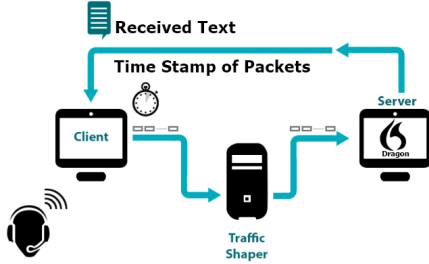 Received Text
Time Stamp of Packets
Server
Client
Dragon
Traffic
Shaper